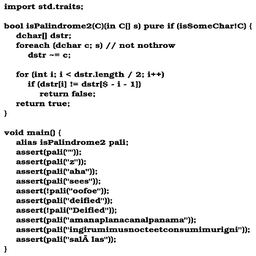 import std.traits;
bool isPalindrome2(C)(in C[] s) pure if (isSomeChar!C) {
dchar[] dstr;
foreach (dchar c; s) // not nothrow
dstr ~= c;
for (int i; i < dstr.length / 2; i++)
if (dstr[i] != dstr[$ - i - 1])
return false;
return true;
}
void main() {
alias isPalindrome2 pali;
assert(pali(""));
assert(pali("z"));
assert(pali("aha"));
assert(pali("sees"));
assert(!pali("oofoe"));
assert(pali("deified"));
assert(!pali("Deified"));
assert(pali("amanaplanacanalpanama"));
assert(pali("ingirumimusnocteetconsumimurigni"));
assert(pali("salÃ las"));
}